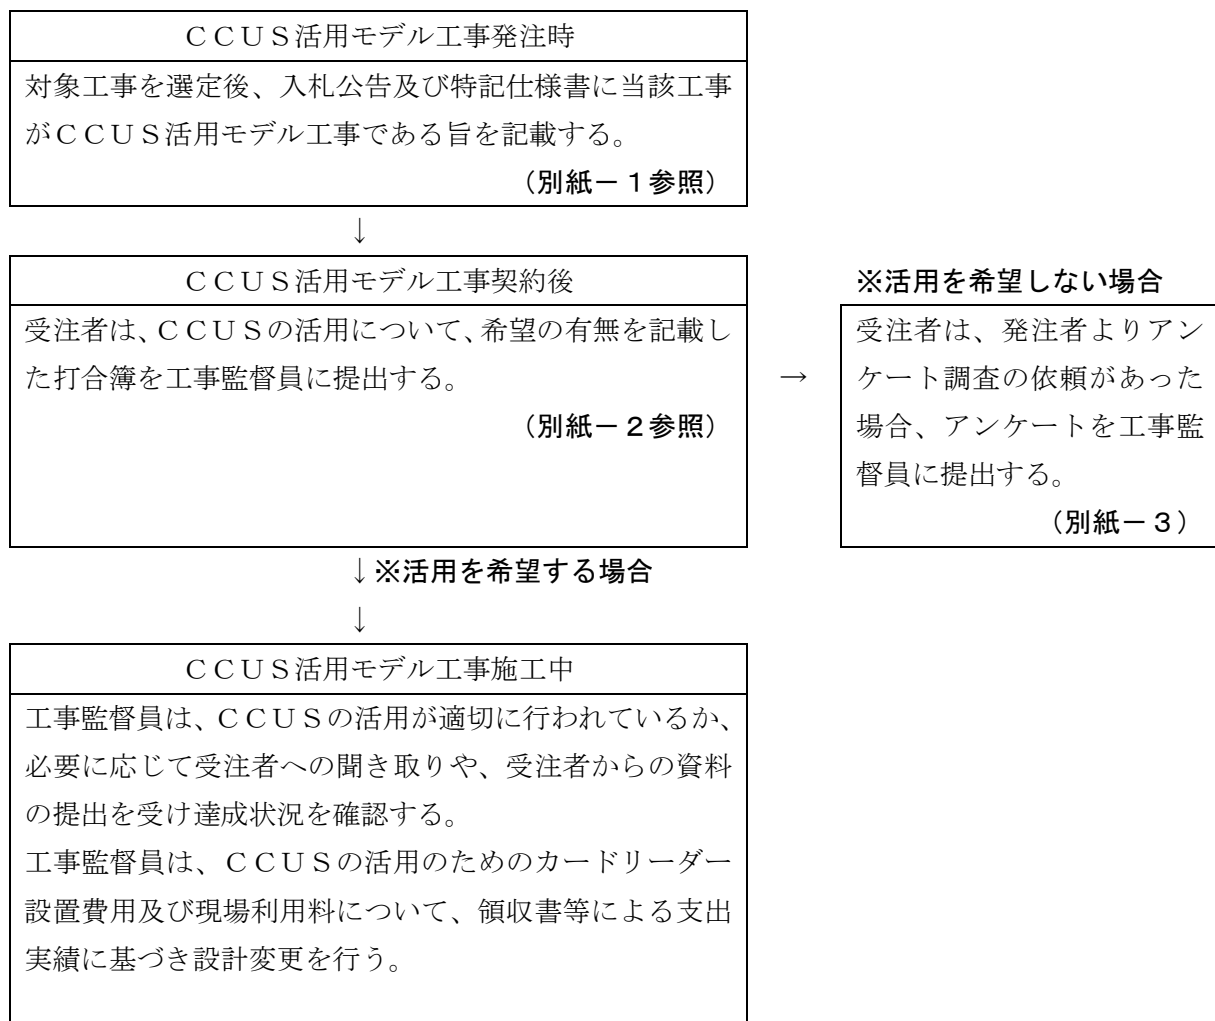 ＣＣＵＳ活用モデル工事発注時
対象工事を選定後、入札公告及び特記仕様書に当該工事
がＣＣＵＳ活用モデル工事である旨を記載する。
（別紙－１参照）
↓
ＣＣＵＳ活用モデル工事契約後
受注者は、ＣＣＵＳの活用について、希望の有無を記載し
た打合簿を工事監督員に提出する。
（別紙－２参照）
→
※活用を希望しない場合
受注者は、発注者よりアン
ケート調査の依頼があった
場合、アンケートを工事監
督員に提出する。
（別紙－３）
↓※活用を希望する場合
↓
ＣＣＵＳ活用モデル工事施工中
工事監督員は、ＣＣＵＳの活用が適切に行われているか、
必要に応じて受注者への聞き取りや、受注者からの資料
の提出を受け達成状況を確認する。
工事監督員は、ＣＣＵＳの活用のためのカードリーダー
設置費用及び現場利用料について、領収書等による支出
実績に基づき設計変更を行う。